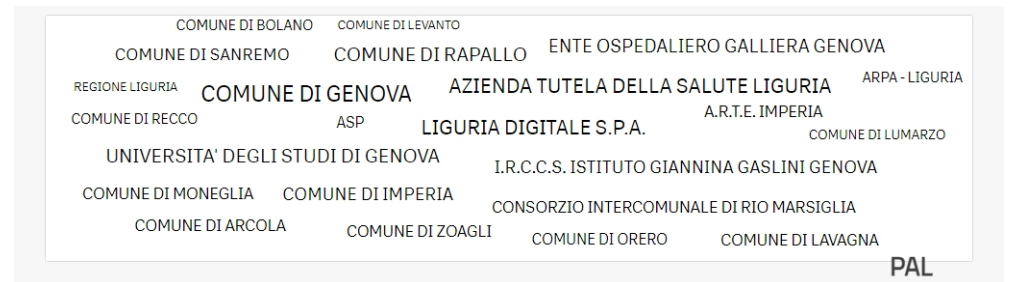 COMUNE DI BOLANO
COMUNE DI LEVANTO
COMUNE DI SANREMO
COMUNE DI RAPALLO
ENTE OSPEDALIERO GALLIERA GENOVA
REGIONE LIGURIA
COMUNE DI GENOVA
AZIENDA TUTELA DELLA SALUTE LIGURIA
ARPA - LIGURIA
COMUNE DI RECCO
ASP
LIGURIA DIGITALE S.P.A.
A.R.T.E. IMPERIA
COMUNE DI LUMARZO
UNIVERSITA' DEGLI STUDI DI GENOVA
I.R.C.C.S. ISTITUTO GIANNINA GASLINI GENOVA
COMUNE DI MONEGLIA
COMUNE DI IMPERIA
CONSORZIO INTERCOMUNALE DI RIO MARSIGLIA
COMUNE DI ARCOLA
COMUNE DI ZOAGLI
COMUNE DI ORERO
COMUNE DI LAVAGNA
PAL